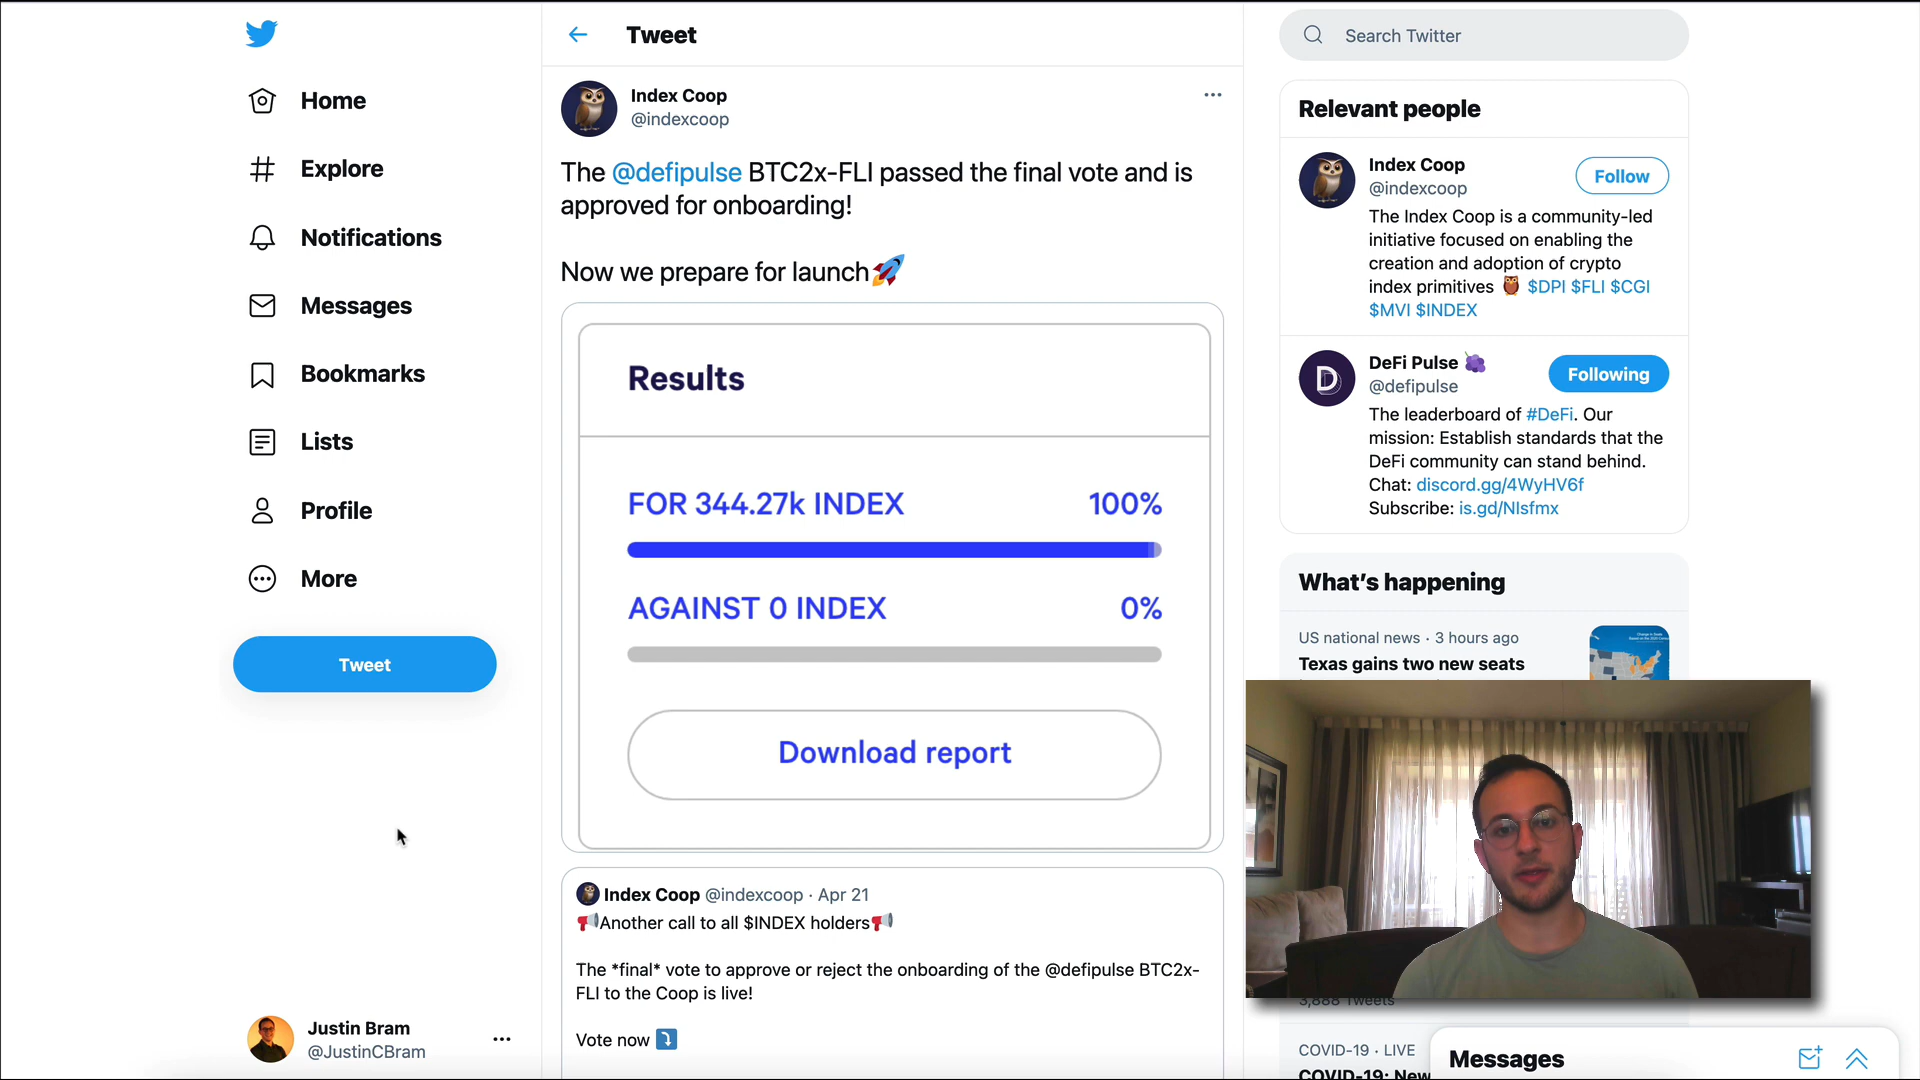 Home
Explore
Notifications
Messages
Bookmarks
Lists
Profile
More
Tweet
Justin Bram
@JustinCBram
Tweet
Index Coop
@indexcoop
The @defipulse BTC2x-FLI passed the final vote and is
approved for onboarding!
Now we prepare for launch🚀
Results
FOR 344.27k INDEX 100%
AGAINST 0 INDEX 0%
Download report
Index Coop @indexcoop · Apr 21
📢Another call to all $INDEX holders📢
The *final* vote to approve or reject the onboarding of the @defipulse BTC2x-
FLI to the Coop is live!
Vote now ⤵️
Search Twitter
Relevant people
Index Coop
@indexcoop
Follow
The Index Coop is a community-led
initiative focused on enabling the
creation and adoption of crypto
index primitives 🦉 $DPI $FLI $CGI
$MVI $INDEX
DeFi Pulse 🍇
@defipulse
Following
The leaderboard of #DeFi. Our
mission: Establish standards that the
DeFi community can stand behind.
Chat: discord.gg/4WyHV6f
Subscribe: is.gd/NIsfmx
What's happening
US national news · 3 hours ago
Texas gains two new seats
3,888 Tweets
COVID-19 · LIVE
COVID-19: New
Messages